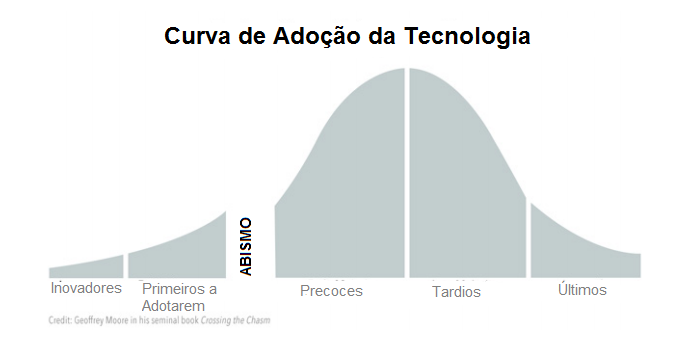 Curva de Adoção da Tecnologia
ABISMO
Inovadores
Primeiros a
Adotarem
Precoces
Tardios
Últimos
Credit: Geoffrey Moore in his seminal book Crossing the Chasm